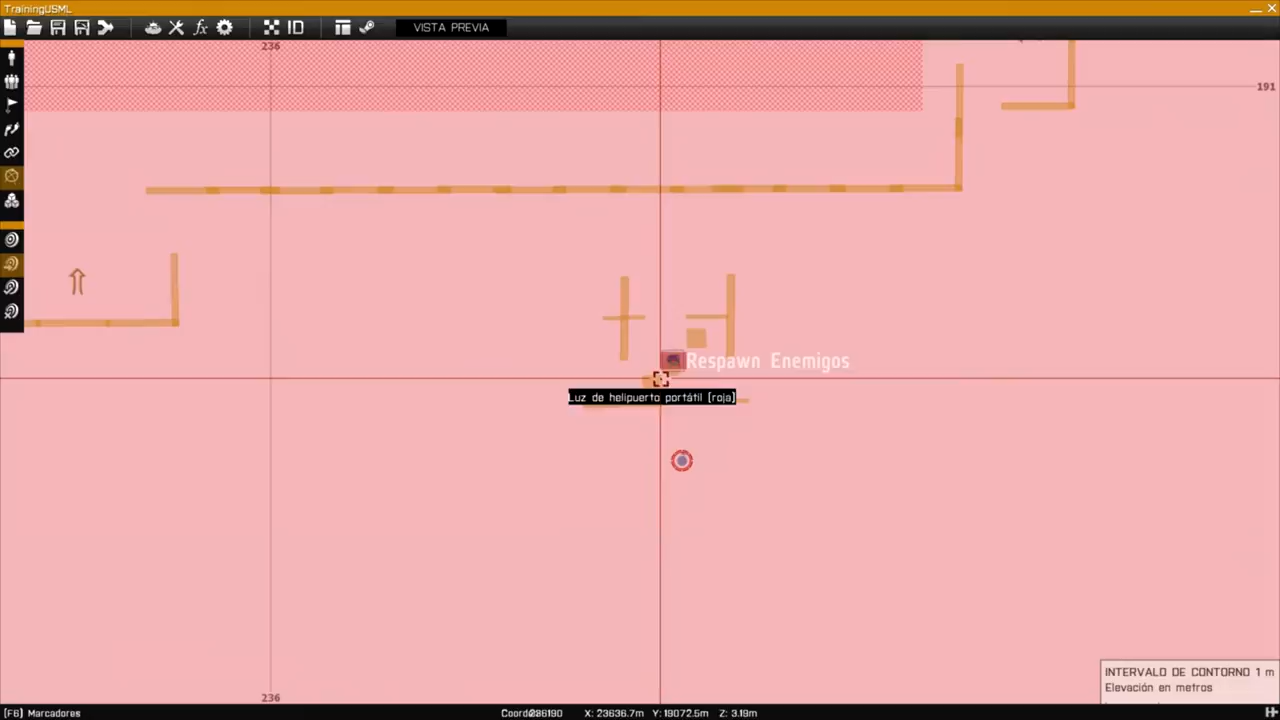 TrainingUSML
ID
VISTA PREVIA
236
191
Respawn Enemigos
Luz de helipuerto portátil (roja)
236
INTERVALO DE CONTORNO 1 m
Elevación en metros
(F6) Marcadores
X: 23636.7m Y: 19072.5m Z: 3.19m